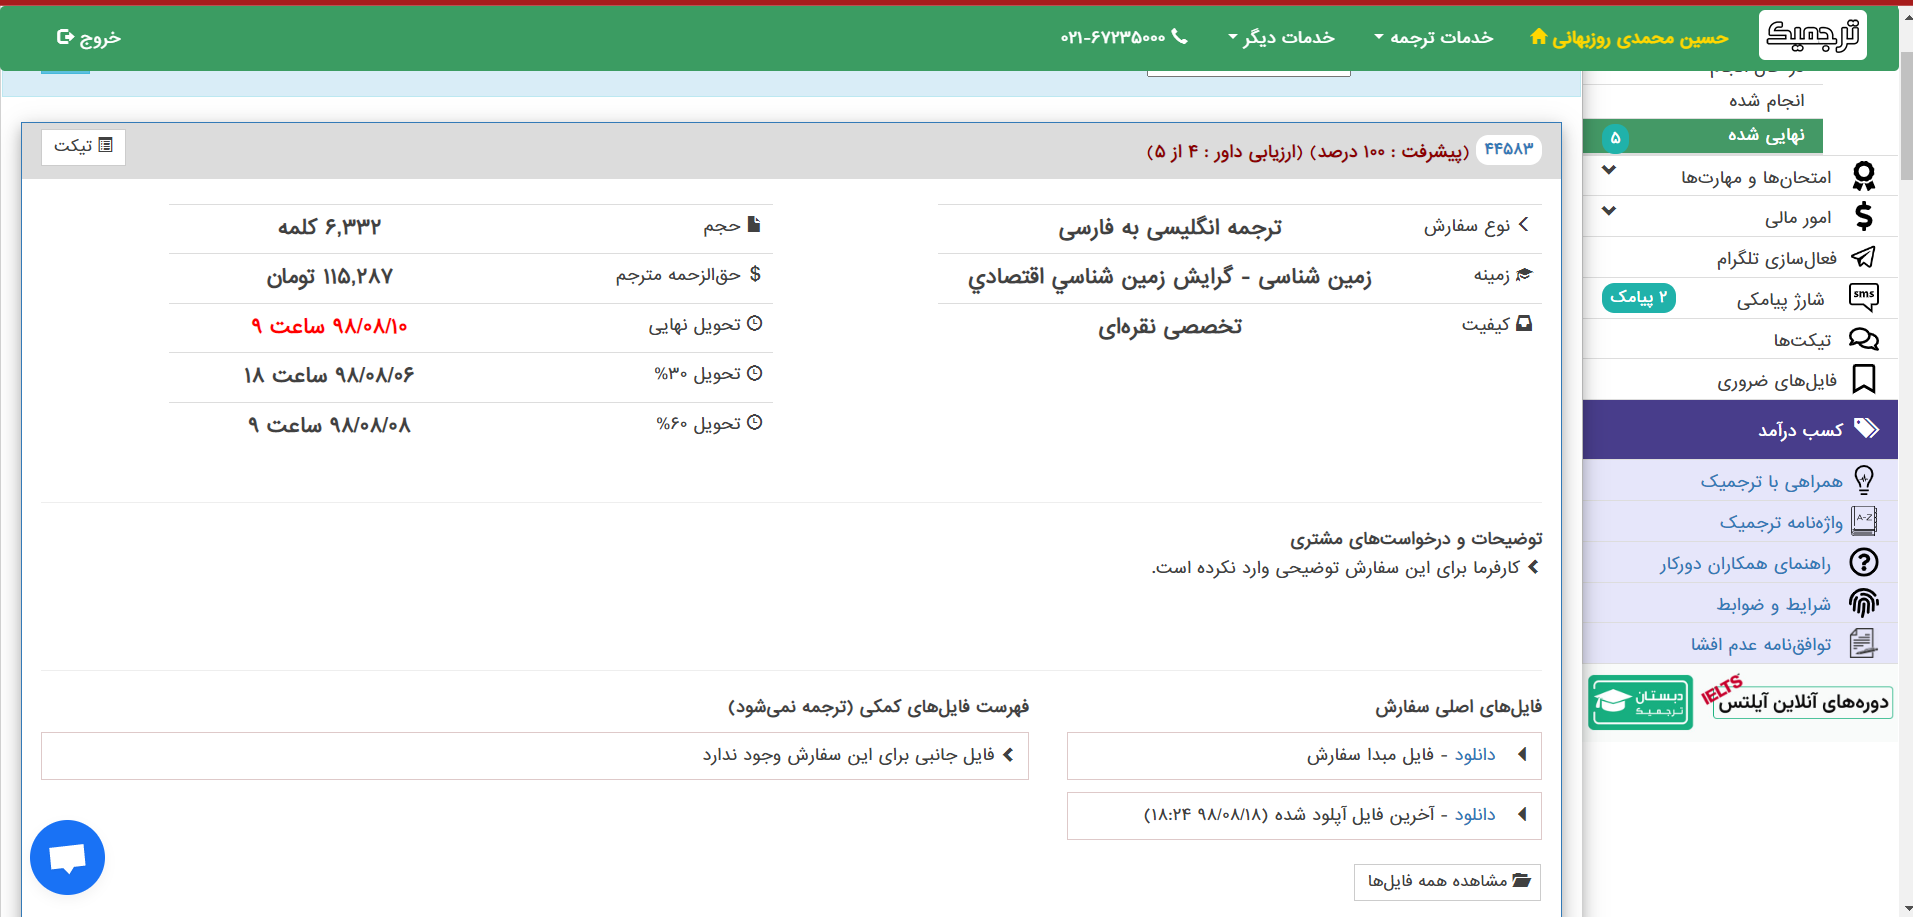 ترجمیک
حسین محمدی روزبهانی
خدمات ترجمه
خدمات دیگر
۰۲۱-۶۷۲۳۵۰۰۰
خروج
انجام شده
نهایی شده
۵
امتحان‌ها و مهارت‌ها
امور مالی
فعال‌سازی تلگرام
sms
شارژ پیامکی
۲ پیامک
تیکت‌ها
فایل‌های ضروری
کسب درآمد
همراهی با ترجمیک
A-Z
واژه‌نامه ترجمیک
راهنمای همکاران دورکار
شرایط و ضوابط
توافق‌نامه عدم افشا
دوره‌های آنلاین آیلتس
IELTS
دبستان
ترجمیک
۴۴۵۸۳ (پیشرفت : ۱۰۰ درصد) (ارزیابی داور : ۴ از ۵)
تیکت
نوع سفارش
ترجمه انگلیسی به فارسی
زمینه
زمین شناسی - گرایش زمین شناسي اقتصادي
کیفیت
تخصصی نقره‌ای
حجم
۶,۳۳۲ کلمه
حق‌الزحمه مترجم
۱۱۵,۲۸۷ تومان
تحویل نهایی
۹۸/۰۸/۱۰ ساعت ۹
تحویل ۳۰%
۹۸/۰۸/۰۶ ساعت ۱۸
تحویل ۶۰%
۹۸/۰۸/۰۸ ساعت ۹
توضیحات و درخواست‌های مشتری
کارفرما برای این سفارش توضیحی وارد نکرده است.
فایل‌های اصلی سفارش
دانلود - فایل مبدا سفارش
دانلود - آخرین فایل آپلود شده (۹۸/۰۸/۱۸ ۱۸:۲۴)
مشاهده همه فایل‌ها
فهرست فایل‌های کمکی (ترجمه نمی‌شود)
فایل جانبی برای این سفارش وجود ندارد